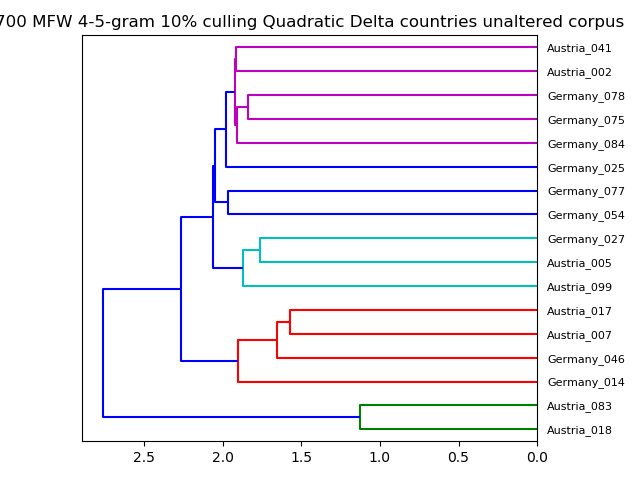 700 MFW 4-5-gram 10% culling Quadratic Delta countries unaltered corpus
Austria_041
Austria_002
Germany_078
Germany_075
Germany_084
Germany_025
Germany_077
Germany_054
Germany_027
Austria_005
Austria_099
Austria_017
Austria_007
Germany_046
Germany_014
Austria_083
Austria_018
2.5 2.0 1.5 1.0 0.5 0.0